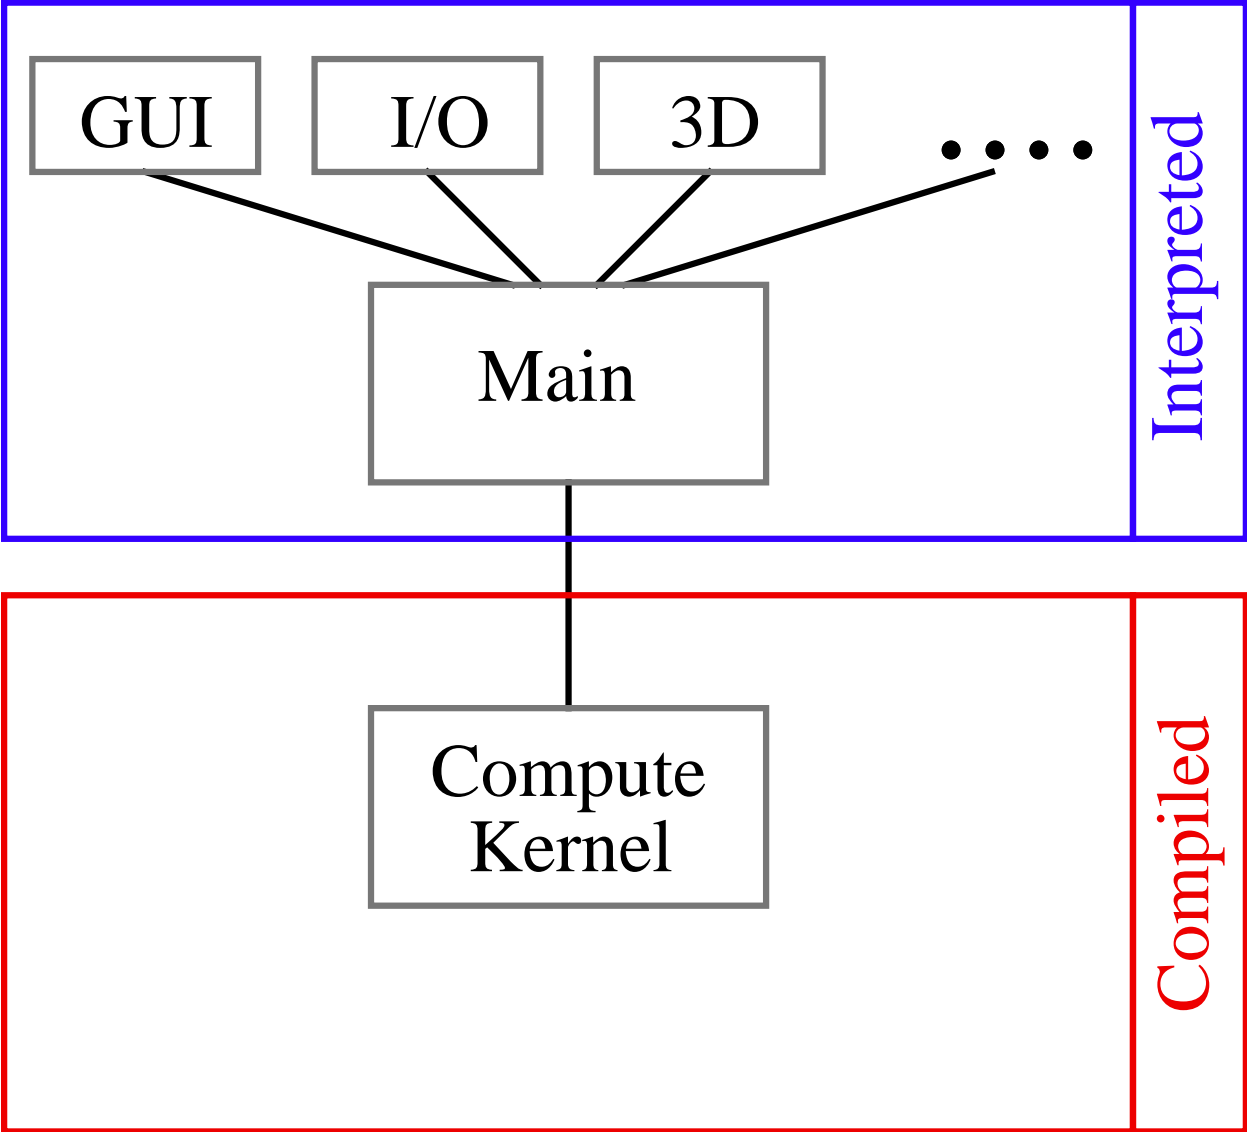 GUI
I/O
3D
....
Interpreted
Main
Compute
Kernel
Compiled